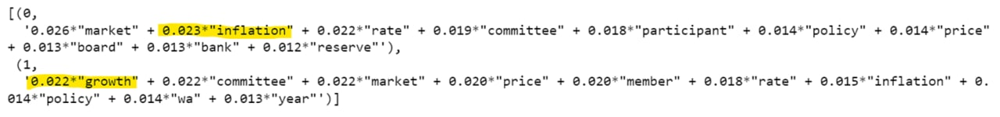 [(0,
'0.026*"market" + 0.023*"inflation" + 0.022*"rate" + 0.019*"committee" + 0.018*"participant" + 0.014*"policy" + 0.014*"price"
+ 0.013*"board" + 0.013*"bank" + 0.012*"reserve"'),
(1,
'0.022*"growth" + 0.022*"committee" + 0.022*"market" + 0.020*"price" + 0.020*"member" + 0.018*"rate" + 0.015*"inflation" + 0.
014*"policy" + 0.014*"wa" + 0.013*"year"')]